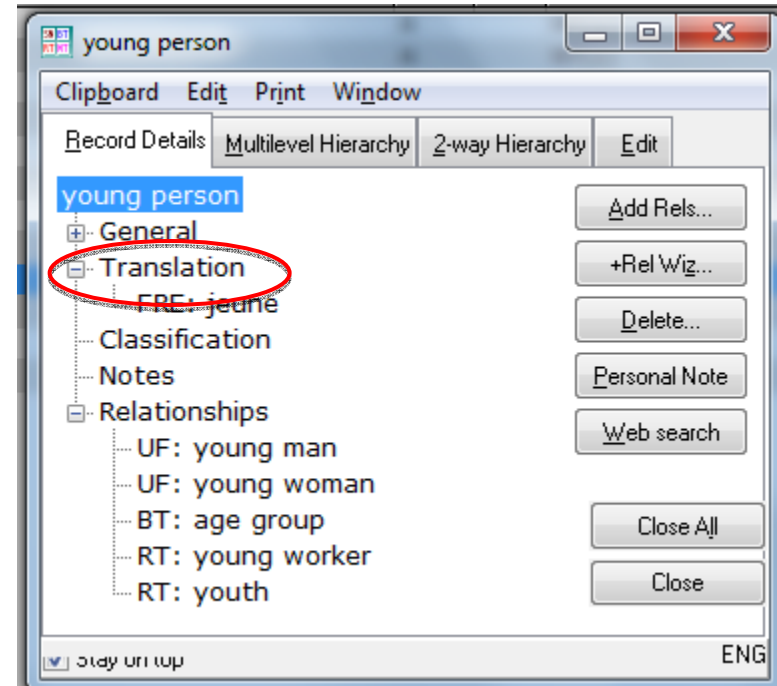 young person
Clipboard Edit Print Window
Record Details Multilevel Hierarchy 2-way Hierarchy Edit
young person
General
Translation
FRE: jeune
Classification
Notes
Relationships
UF: young man
UF: young woman
BT: age group
RT: young worker
RT: youth
Add Rels...
+Rel Wiz...
Delete...
Personal Note
Web search
Close All
Close
Stay on top
ENG